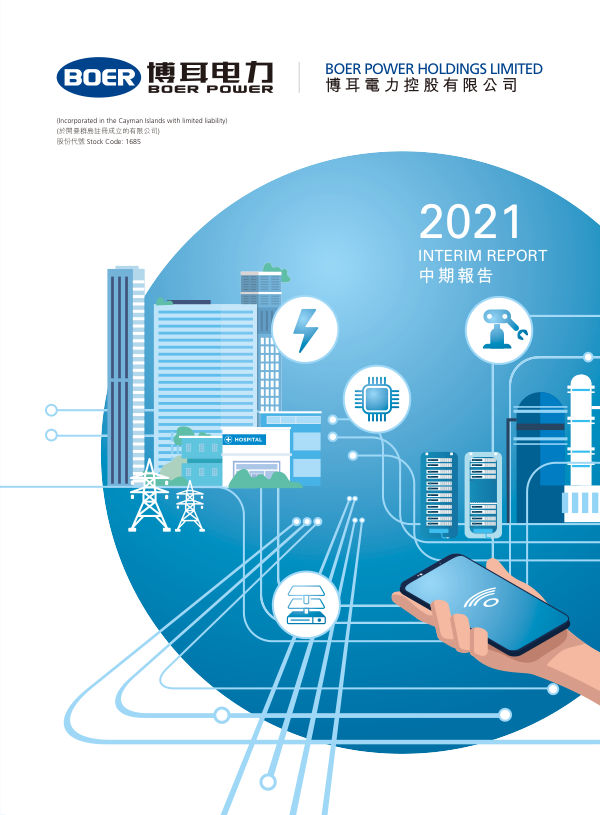 BOER 博耳电力
BOER POWER
BOER POWER HOLDINGS LIMITED
博耳電力控股有限公司
(Incorporated in the Cayman Islands with limited liability)
(於開曼群島註冊成立的有限公司)
股份代號 Stock Code: 1685
2021
INTERIM REPORT
中期報告
HOSPITAL